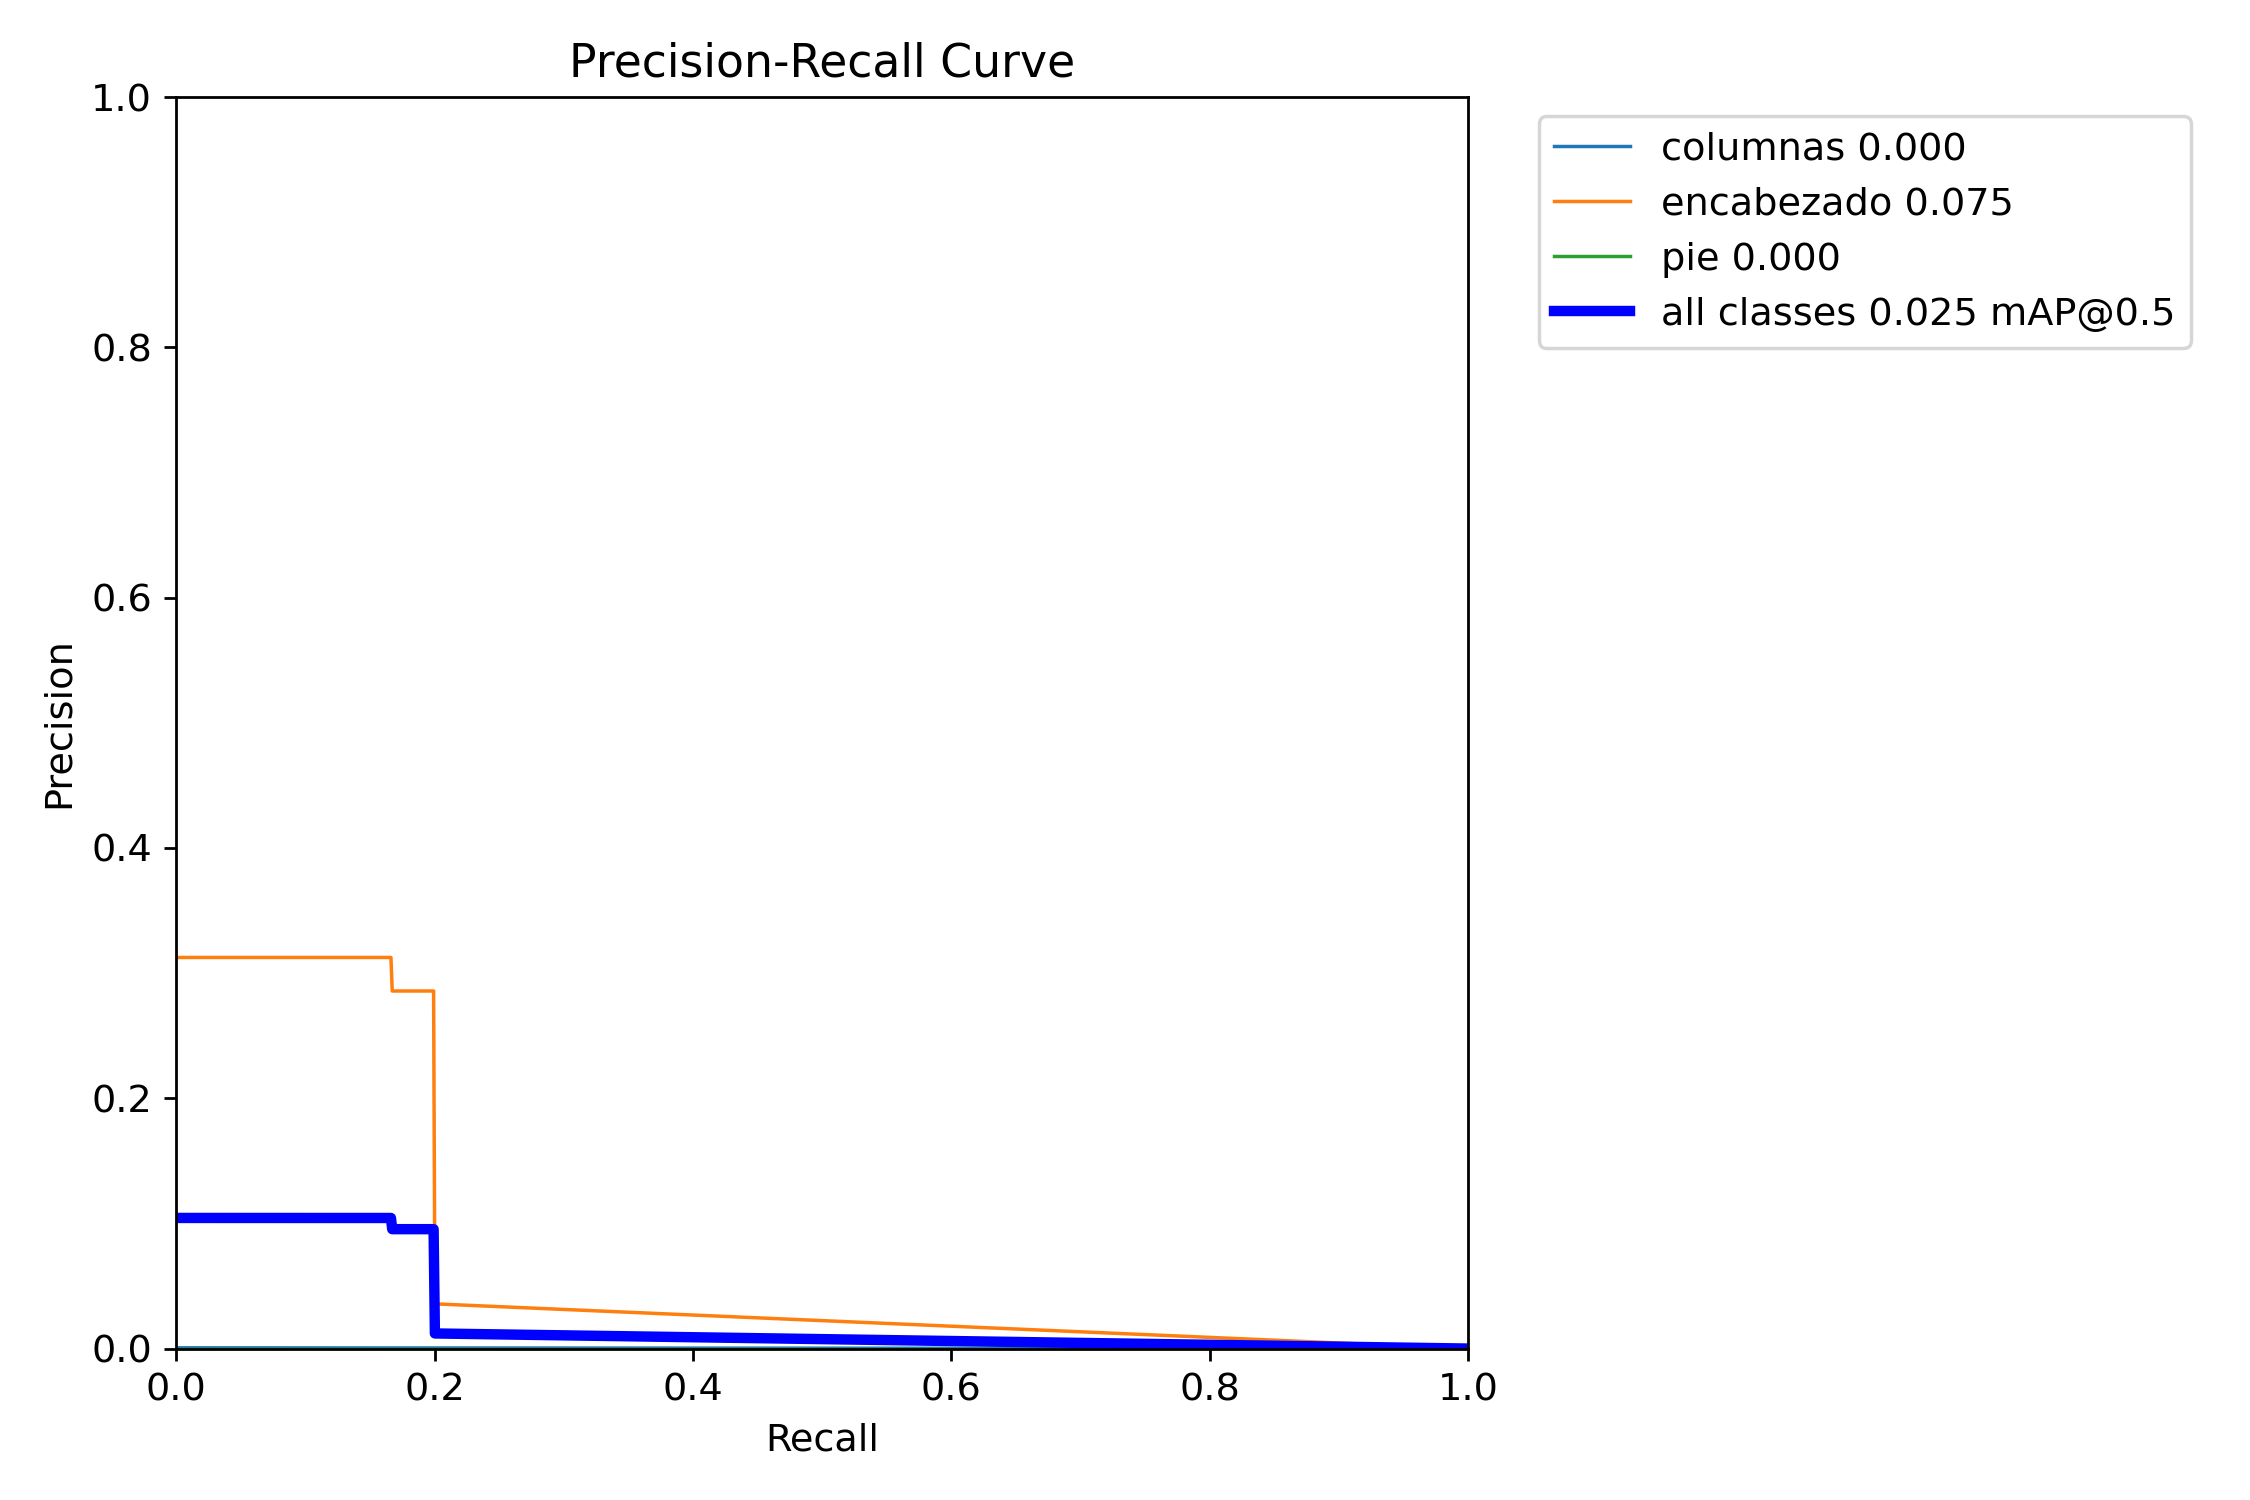 Precision-Recall Curve
1.0
0.8
0.6
0.4
0.2
0.0
Precision
0.0 0.2 0.4 0.6 0.8 1.0
Recall
columnas 0.000
encabezado 0.075
pie 0.000
all classes 0.025 mAP@0.5